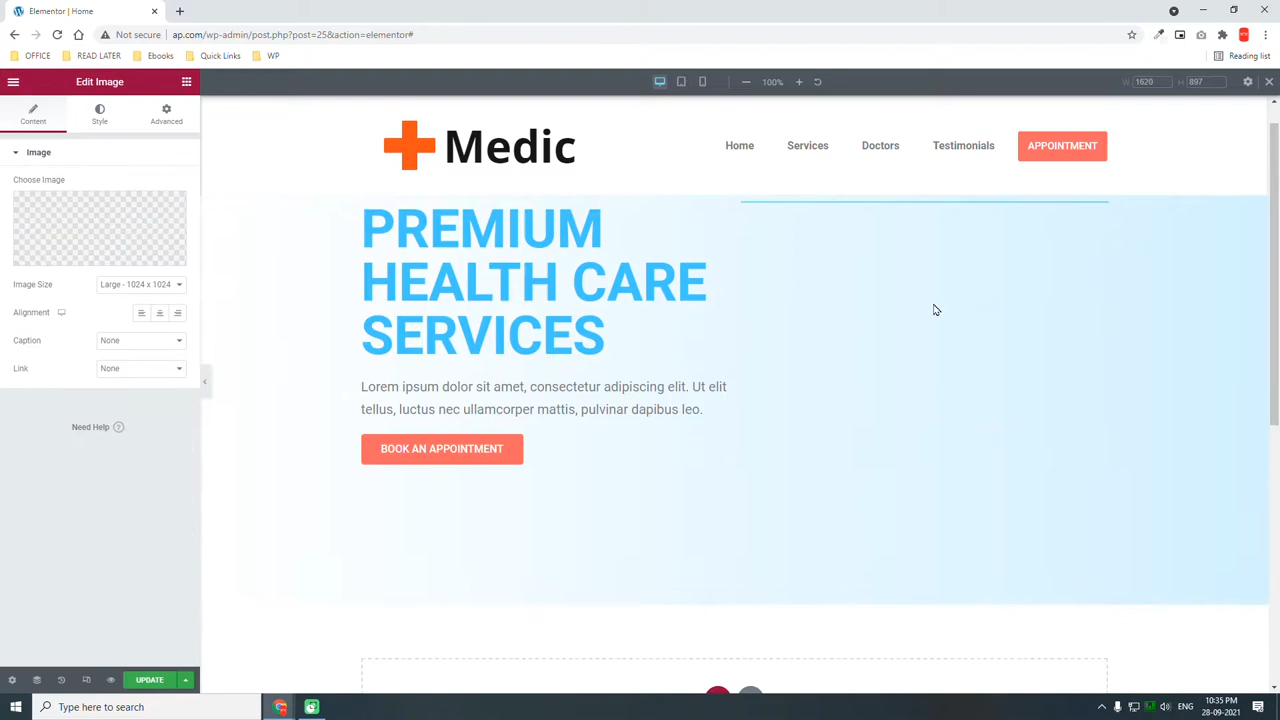 Elementor | Home
Not secure
ap.com/wp-admin/post.php?post=25&action=elementor#
OFFICE
READ LATER
Ebooks
Quick Links
WP
Reading list
Edit Image
100%
W 1620
H 897
Content
Style
Advanced
Image
Choose Image
Image Size
Large - 1024 x 1024
Alignment
Caption
None
Link
None
Need Help ?
UPDATE
Medic
Home
Services
Doctors
Testimonials
APPOINTMENT
PREMIUM
HEALTH CARE
SERVICES
Lorem ipsum dolor sit amet, consectetur adipiscing elit. Ut elit
tellus, luctus nec ullamcorper mattis, pulvinar dapibus leo.
BOOK AN APPOINTMENT
Type here to search
ENG
10:35 PM
28-09-2021